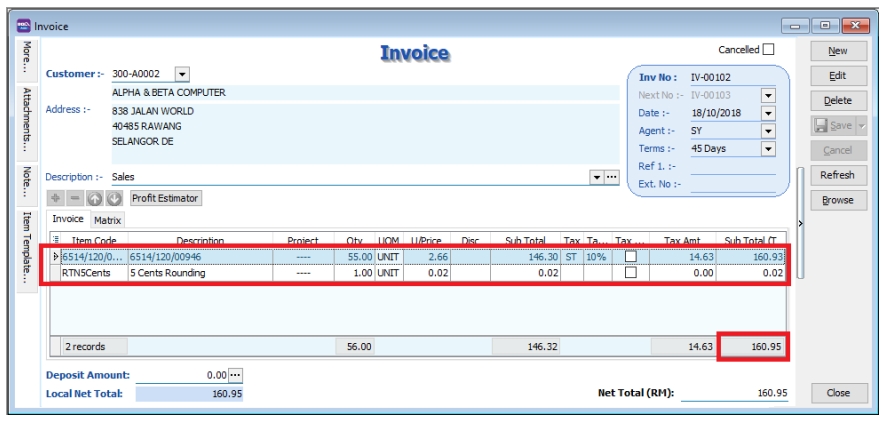 Invoice
Invoice
Cancelled
Customer :- 300-A0002
ALPHA & BETA COMPUTER
Address :- 838 JALAN WORLD
40485 RAWANG
SELANGOR DE
Description :- Sales
Inv No : IV-00102
Next No :- IV-00103
Date :- 18/10/2018
Agent :- SY
Terms :- 45 Days
Ref 1. :-
Ext. No :-
More...
Attachments...
Note...
Item Template...
Profit Estimator
Invoice Matrix
Item Code Description Project Qty UOM U/Price Disc Sub Total Tax Ta... Tax ... Tax Amt Sub Total (T
6514/120/0... 6514/120/00946 ---- 55.00 UNIT 2.66 146.30 ST 10% 14.63 160.93
RTN5Cents 5 Cents Rounding ---- 1.00 UNIT 0.02 0.02 0.00 0.02
2 records 56.00 146.32 14.63 160.95
Deposit Amount: 0.00 ...
Local Net Total: 160.95
Net Total (RM): 160.95
New
Edit
Delete
Save
Cancel
Refresh
Browse
Close